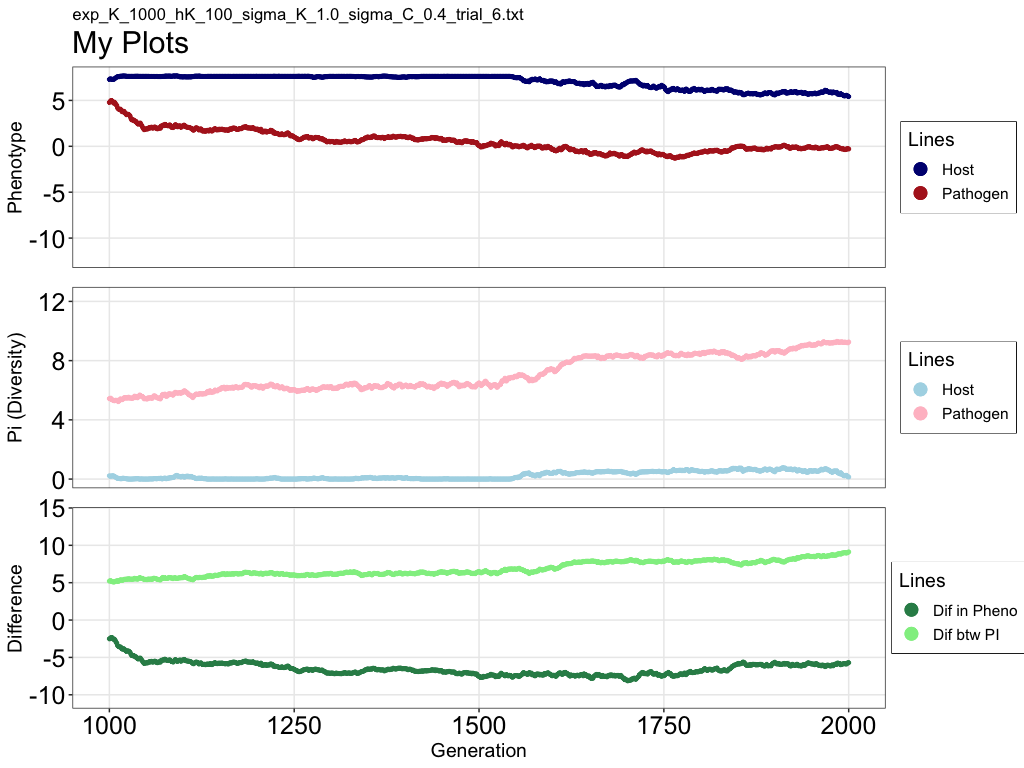 exp_K_1000_hK_100_sigma_K_1.0_sigma_C_0.4_trial_6.txt
My Plots
Phenotype
5
0
-5
-10
Lines
Host
Pathogen
Pi (Diversity)
12
8
4
0
Lines
Host
Pathogen
Difference
15
10
5
0
-5
-10
Lines
Dif in Pheno
Dif btw PI
1000 1250 1500 1750 2000
Generation